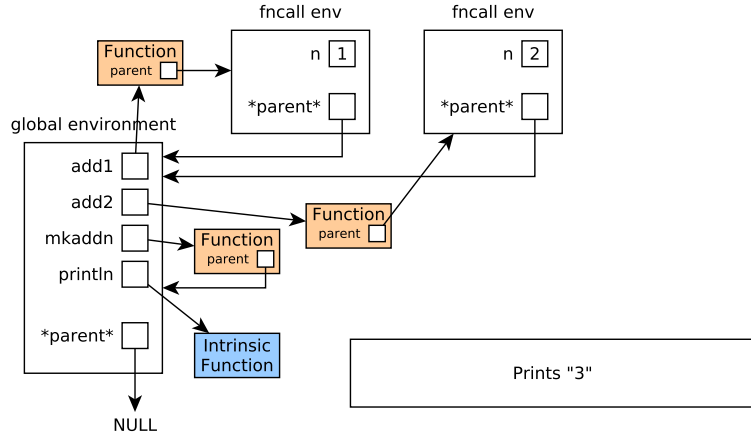 fncall env
fncall env
Function
parent
n 1
n 2
*parent*
*parent*
global environment
add1
add2
mkaddn
println
*parent*
Function
parent
Function
parent
Intrinsic
Function
Prints "3"
NULL